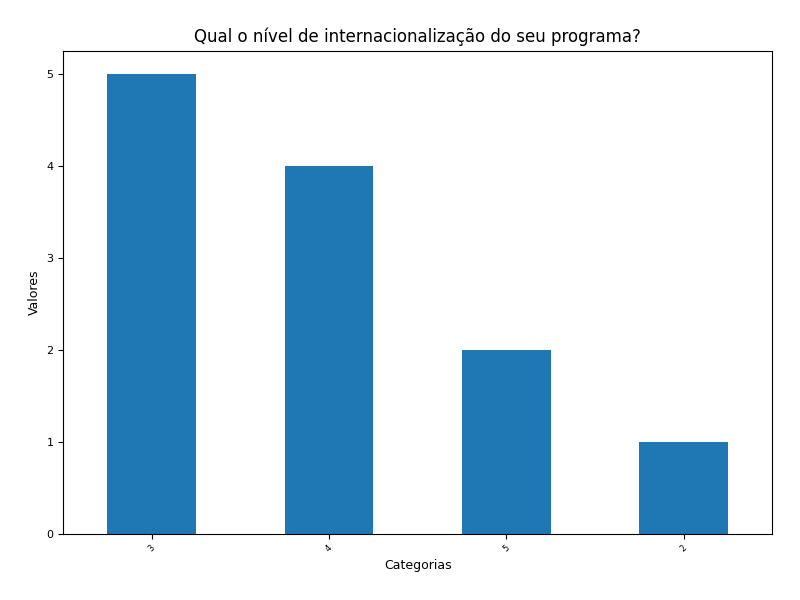 Qual o nível de internacionalização do seu programa?
5
4
3
2
1
0
Valores
3 4 5 2
Categorias